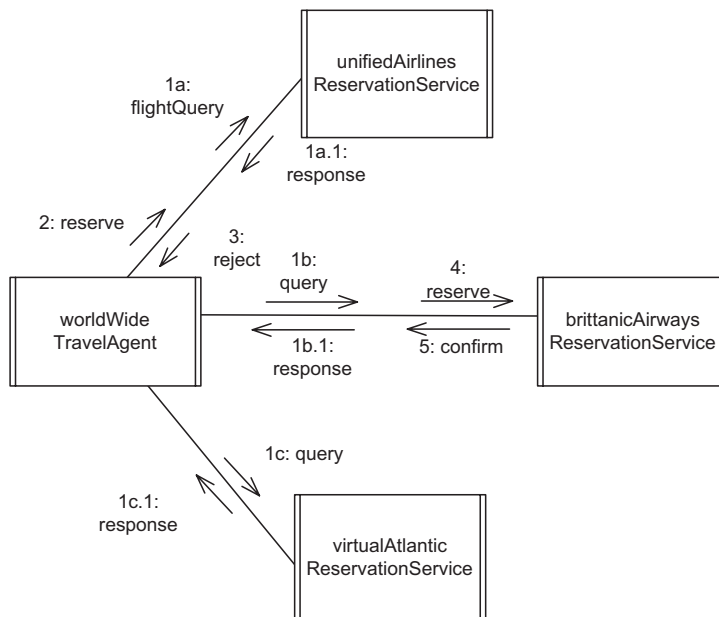 unifiedAirlines
ReservationService
1a:
flightQuery
1a.1:
response
2: reserve
3:
reject
1b:
query
4:
reserve
worldWide
TravelAgent
brittanicAirways
ReservationService
1b.1:
response
5: confirm
1c: query
1c.1:
response
virtualAtlantic
ReservationService